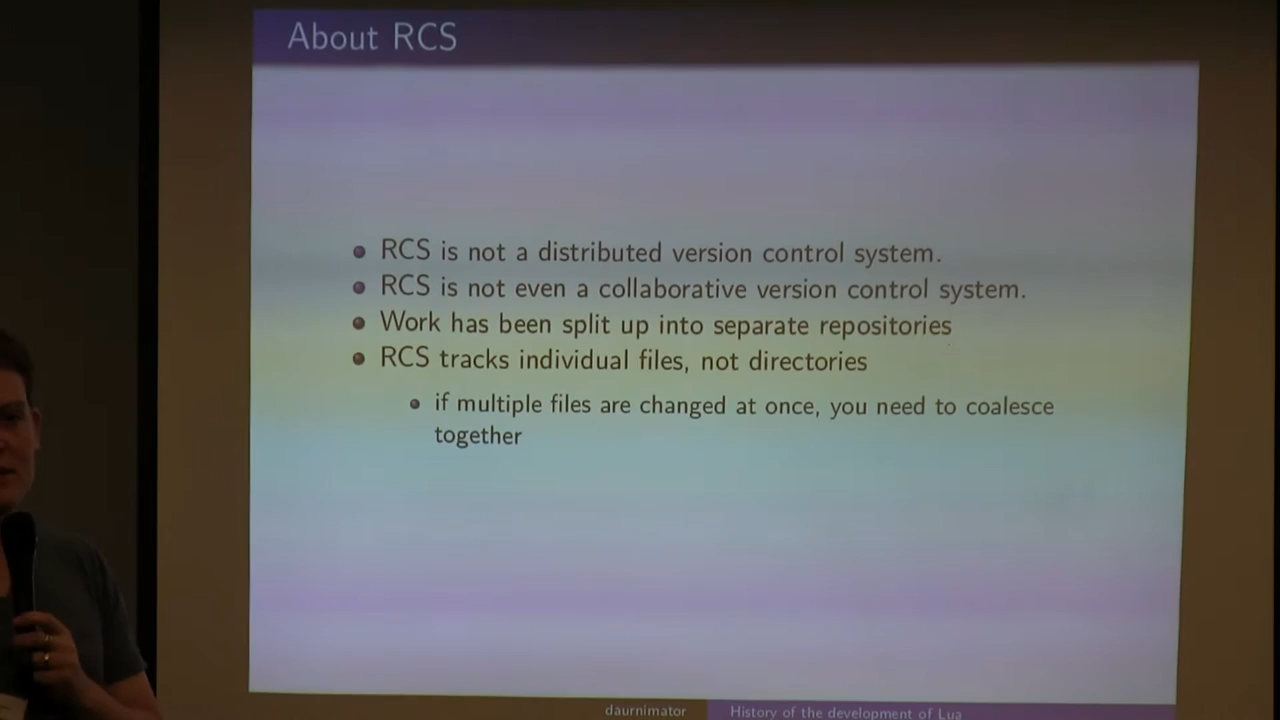 About RCS
RCS is not a distributed version control system.
RCS is not even a collaborative version control system.
Work has been split up into separate repositories
RCS tracks individual files, not directories
if multiple files are changed at once, you need to coalesce
together
daurnimator
History of the development of Lua